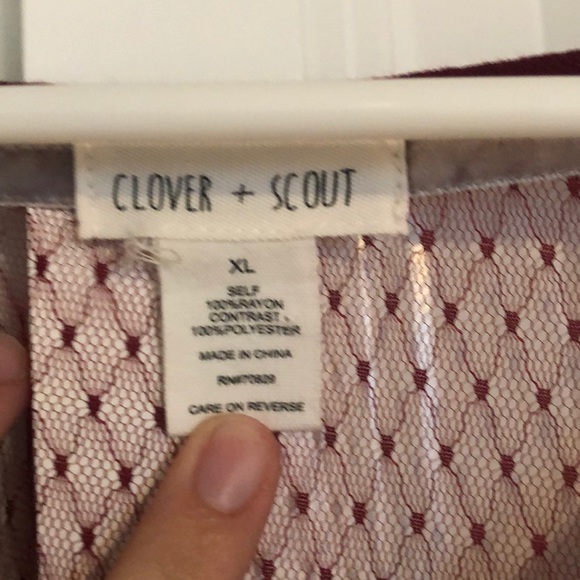 CLOVER + SCOUT
XL
SELF
100%RAYON
CONTRAST
100%POLYESTER
MADE IN CHINA
RN#70829
CARE ON REVERSE